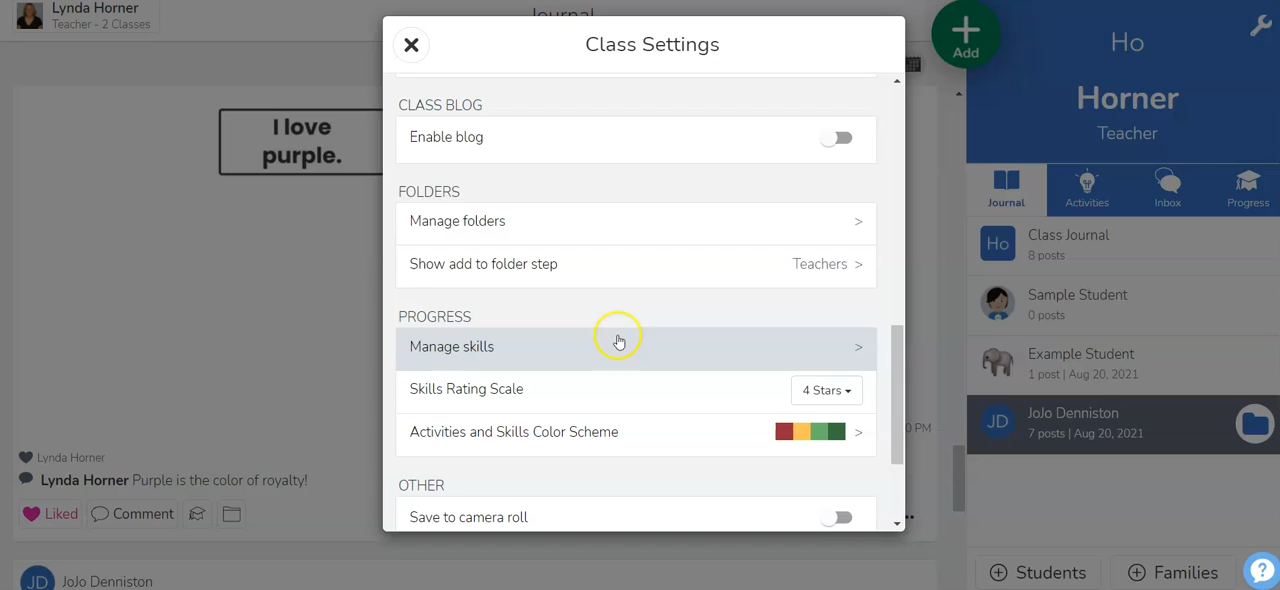 Lynda Horner
Teacher - 2 Classes
Journal
I love
purple.
Lynda Horner
Lynda Horner Purple is the color of royalty!
Liked
Comment
JD
JoJo Denniston
Class Settings
CLASS BLOG
Enable blog
FOLDERS
Manage folders >
Show add to folder step Teachers >
PROGRESS
Manage skills >
Skills Rating Scale 4 Stars
Activities and Skills Color Scheme >
OTHER
Save to camera roll
0 PM
Add
Ho
Horner
Teacher
Journal Activities Inbox Progress
Ho
Class Journal
8 posts
Sample Student
0 posts
Example Student
1 post | Aug 20, 2021
JD
JoJo Denniston
7 posts | Aug 20, 2021
Students
Families
?